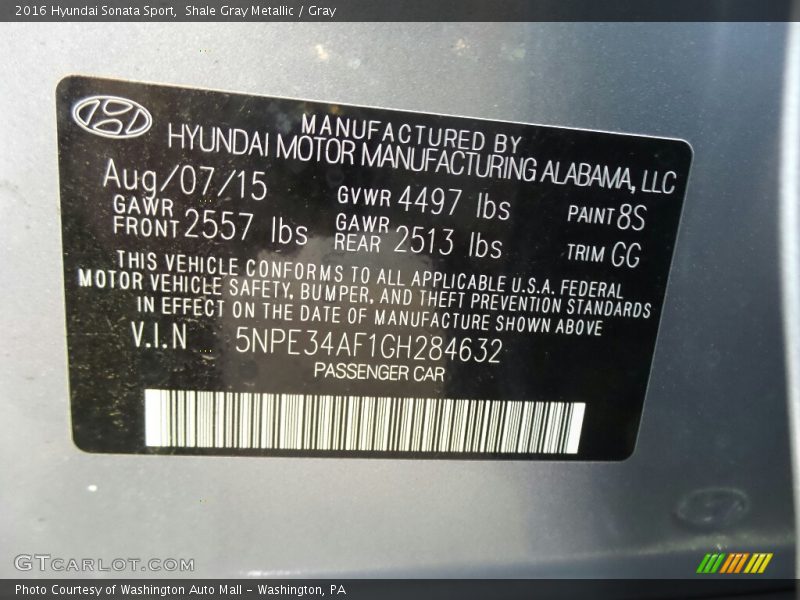 2016 Hyundai Sonata Sport, Shale Gray Metallic / Gray
MANUFACTURED BY
HYUNDAI MOTOR MANUFACTURING ALABAMA, LLC
Aug/07/15 GVWR 4497 lbs PAINT 8S
GAWR FRONT 2557 lbs GAWR REAR 2513 lbs TRIM GG
THIS VEHICLE CONFORMS TO ALL APPLICABLE U.S.A. FEDERAL
MOTOR VEHICLE SAFETY, BUMPER, AND THEFT PREVENTION STANDARDS
IN EFFECT ON THE DATE OF MANUFACTURE SHOWN ABOVE
V.I.N 5NPE34AF1GH284632
PASSENGER CAR
GTCARLOT.COM
Photo Courtesy of Washington Auto Mall - Washington, PA